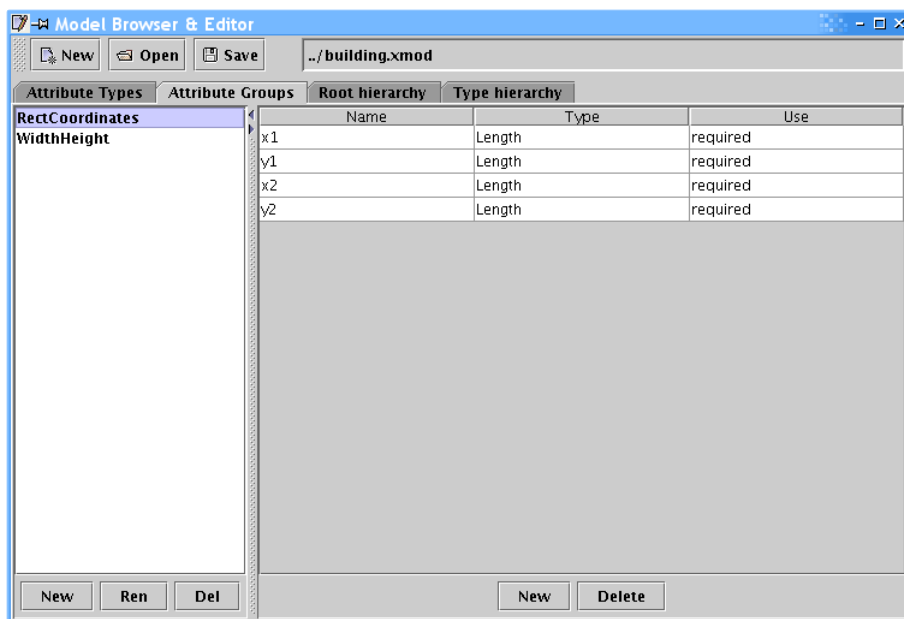 Model Browser & Editor
New Open Save ../building.xmod
Attribute Types Attribute Groups Root hierarchy Type hierarchy
RectCoordinates
WidthHeight
Name Type Use
x1 Length required
y1 Length required
x2 Length required
y2 Length required
New Ren Del
New Delete